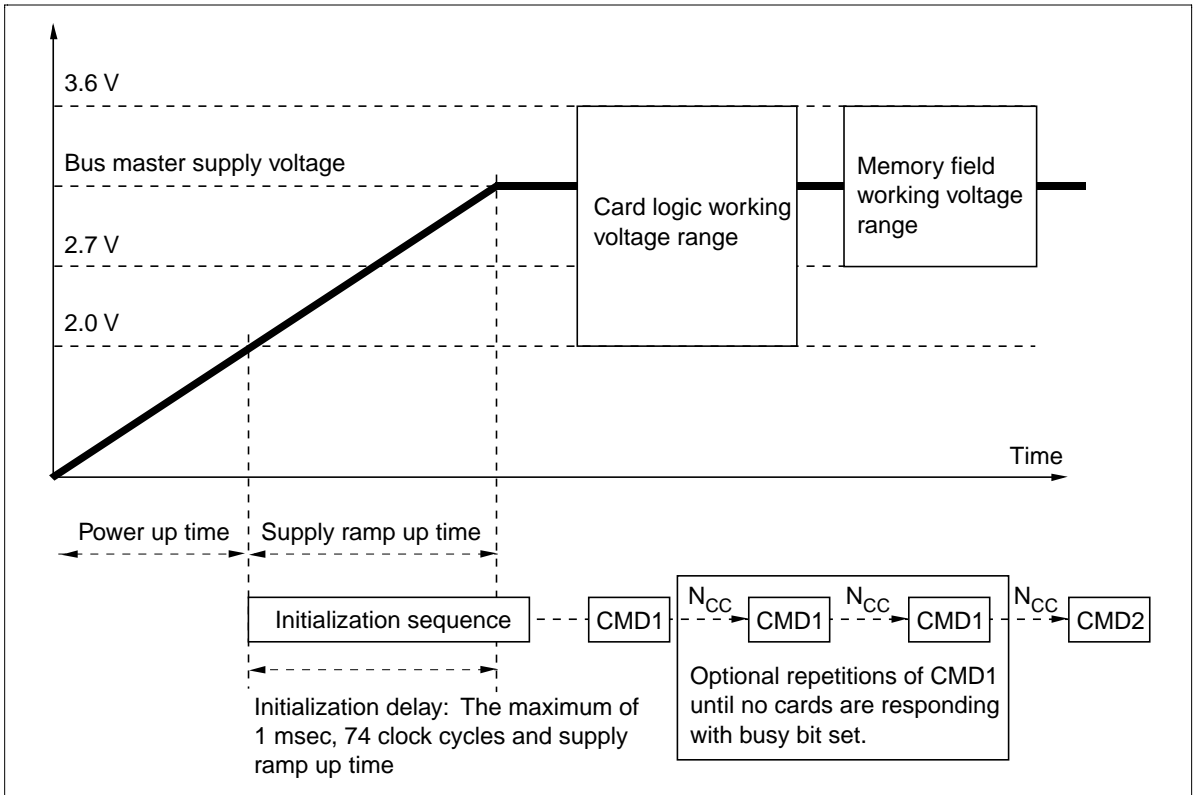 3.6 V
Bus master supply voltage
2.7 V
2.0 V
Card logic working
voltage range
Memory field
working voltage
range
Time
Power up time
Supply ramp up time
Initialization sequence
CMD1
NCC
CMD1
NCC
CMD1
NCC
CMD2
Optional repetitions of CMD1
until no cards are responding
with busy bit set.
Initialization delay: The maximum of
1 msec, 74 clock cycles and supply
ramp up time